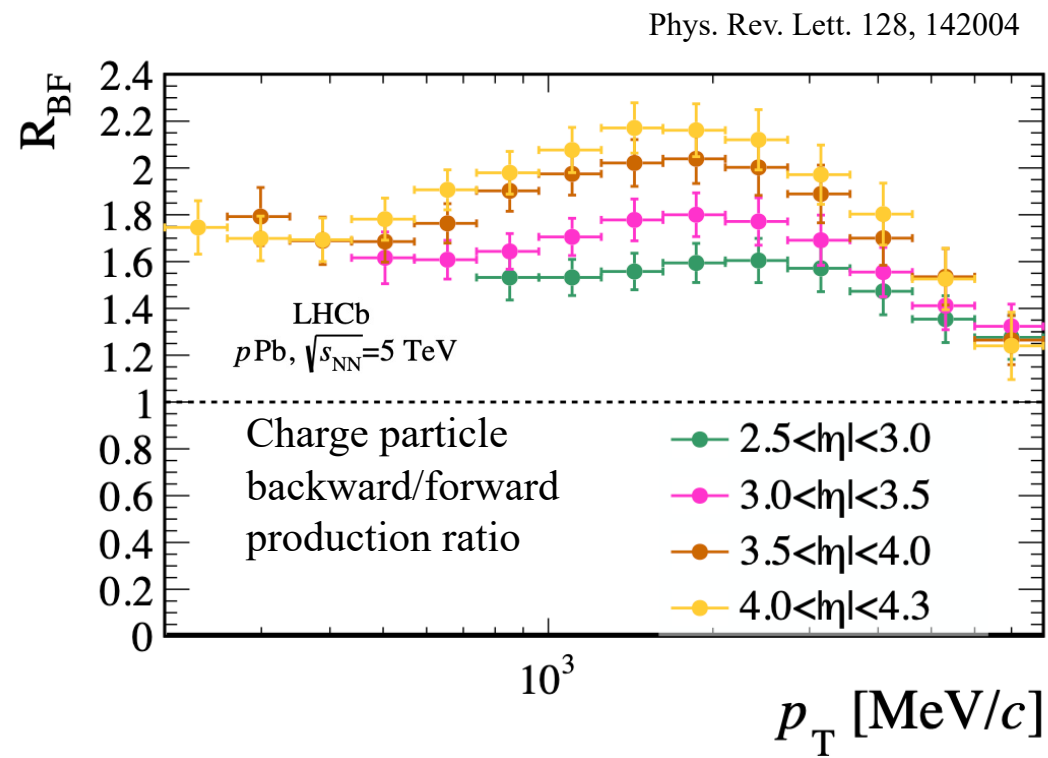 Phys. Rev. Lett. 128, 142004
R_BF
2.4
2.2
2
1.8
1.6
1.4
1.2
1
0.8
0.6
0.4
0.2
0
LHCb
pPb, √s_NN=5 TeV
Charge particle
backward/forward
production ratio
2.5<|η|<3.0
3.0<|η|<3.5
3.5<|η|<4.0
4.0<|η|<4.3
10³
p_T [MeV/c]